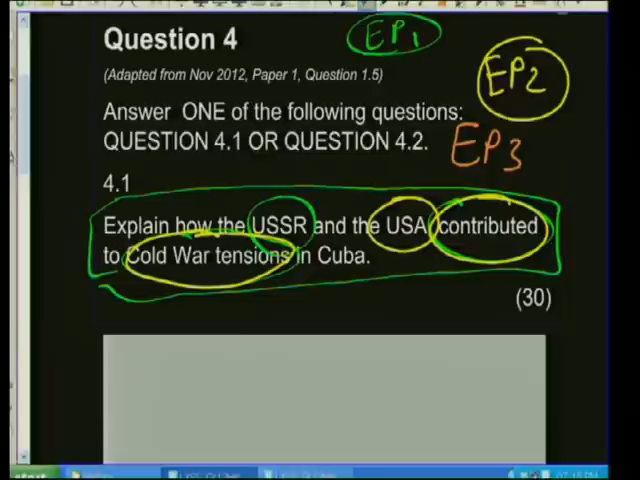 Question 4
EP1
(Adapted from Nov 2012, Paper 1, Question 1.5)
EP2
Answer ONE of the following questions:
QUESTION 4.1 OR QUESTION 4.2.
EP3
4.1
Explain how the USSR and the USA contributed
to Cold War tensions in Cuba.
(30)